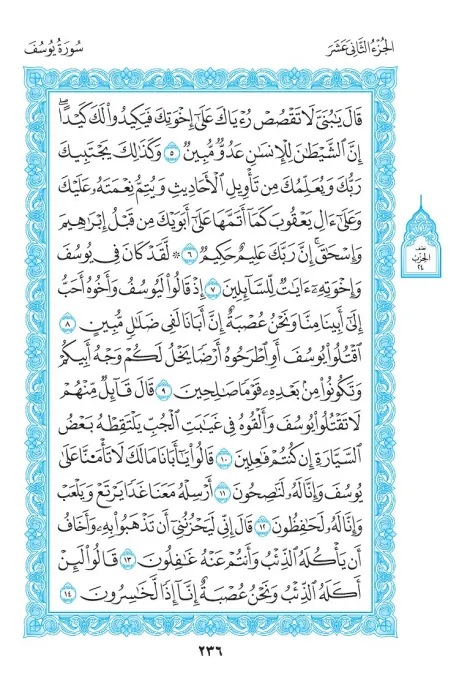 الجُزْءُ الثَّانِي عَشَرَ
سُورَةُ يُوسُفَ
قَالَ يَٰبُنَيَّ لَا تَقْصُصْ رُءْيَاكَ عَلَىٰٓ إِخْوَتِكَ فَيَكِيدُوا۟ لَكَ كَيْدًا ۖ
إِنَّ ٱلشَّيْطَٰنَ لِلْإِنسَٰنِ عَدُوٌّ مُّبِينٌ ٥ وَكَذَٰلِكَ يَجْتَبِيكَ
رَبُّكَ وَيُعَلِّمُكَ مِن تَأْوِيلِ ٱلْأَحَادِيثِ وَيُتِمُّ نِعْمَتَهُۥ عَلَيْكَ
وَعَلَىٰٓ ءَالِ يَعْقُوبَ كَمَآ أَتَمَّهَا عَلَىٰٓ أَبَوَيْكَ مِن قَبْلُ إِبْرَٰهِيمَ
وَإِسْحَٰقَ ۚ إِنَّ رَبَّكَ عَلِيمٌ حَكِيمٌ ٦ ۞ لَّقَدْ كَانَ فِى يُوسُفَ
وَإِخْوَتِهِۦٓ ءَايَٰتٌ لِّلسَّآئِلِينَ ٧ إِذْ قَالُوا۟ لَيُوسُفُ وَأَخُوهُ أَحَبُّ
إِلَىٰٓ أَبِينَا مِنَّا وَنَحْنُ عُصْبَةٌ إِنَّ أَبَانَا لَفِى ضَلَٰلٍ مُّبِينٍ ٨
ٱقْتُلُوا۟ يُوسُفَ أَوِ ٱطْرَحُوهُ أَرْضًا يَخْلُ لَكُمْ وَجْهُ أَبِيكُمْ
وَتَكُونُوا۟ مِنۢ بَعْدِهِۦ قَوْمًا صَٰلِحِينَ ٩ قَالَ قَآئِلٌ مِّنْهُمْ
لَا تَقْتُلُوا۟ يُوسُفَ وَأَلْقُوهُ فِى غَيَٰبَتِ ٱلْجُبِّ يَلْتَقِطْهُ بَعْضُ
ٱلسَّيَّارَةِ إِن كُنتُمْ فَٰعِلِينَ ١٠ قَالُوا۟ يَٰٓأَبَانَا مَالَكَ لَا تَأْمَ۫نَّا عَلَىٰ
يُوسُفَ وَإِنَّا لَهُۥ لَنَٰصِحُونَ ١١ أَرْسِلْهُ مَعَنَا غَدًا يَرْتَعْ وَيَلْعَبْ
وَإِنَّا لَهُۥ لَحَٰفِظُونَ ١٢ قَالَ إِنِّى لَيَحْزُنُنِىٓ أَن تَذْهَبُوا۟ بِهِۦ وَأَخَافُ
أَن يَأْكُلَهُ ٱلذِّئْبُ وَأَنتُمْ عَنْهُ غَٰفِلُونَ ١٣ قَالُوا۟ لَئِنْ
أَكَلَهُ ٱلذِّئْبُ وَنَحْنُ عُصْبَةٌ إِنَّآ إِذًا لَّخَٰسِرُونَ ١٤
نصف
الحزب
٢٤
٢٣٦